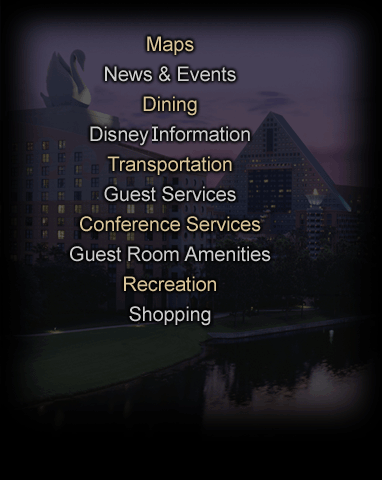 Maps
News & Events
Dining
Disney Information
Transportation
Guest Services
Conference Services
Guest Room Amenities
Recreation
Shopping